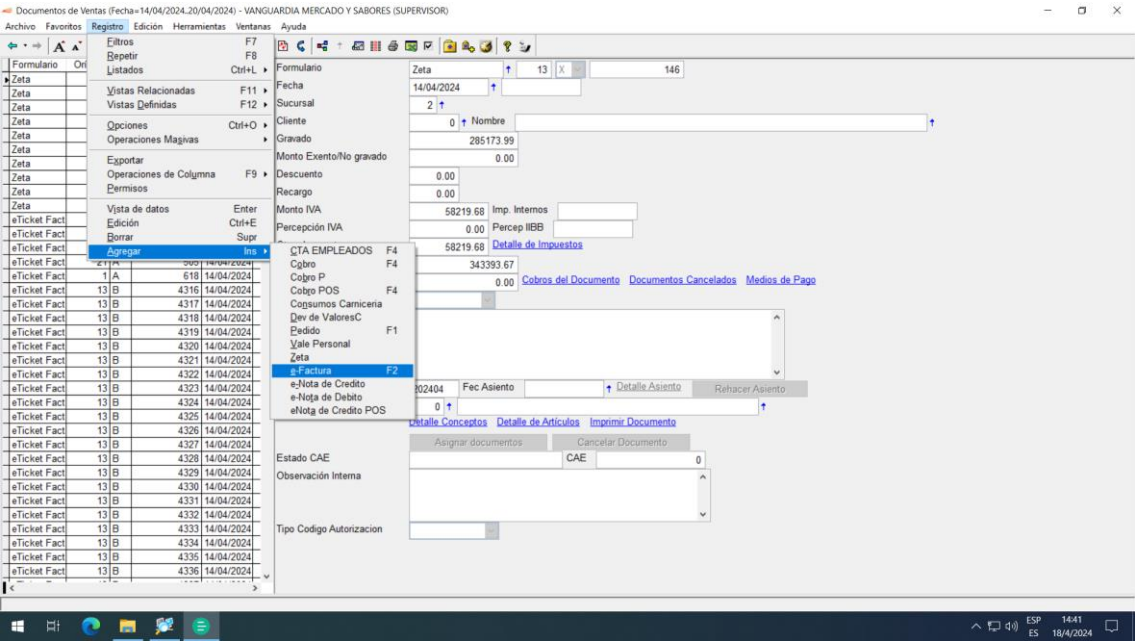 Documentos de Ventas (Fecha=14/04/2024..20/04/2024) - VANGUARDIA MERCADO Y SABORES (SUPERVISOR)
Archivo Favoritos Registro Edición Herramientas Ventanas Ayuda
Filtros F7
Repetir F8
Listados Ctrl+L
Vistas Relacionadas F11
Vistas Definidas F12
Opciones Ctrl+O
Operaciones Masivas
Exportar
Operaciones de Columna F9
Permisos
Vista de datos Enter
Edición Ctrl+E
Borrar Supr
Agregar Ins
CTA EMPLEADOS F4
Cobro F4
Cobro P
Cobro POS F4
Consumos Carniceria
Dev de ValoresC
Pedido F1
Vale Personal
Zeta
e-Factura F2
e-Nota de Credito
e-Nota de Debito
eNota de Credito POS
Formulario
Zeta
Zeta
Zeta
Zeta
Zeta
Zeta
Zeta
Zeta
Zeta
Zeta
eTicket Fact
eTicket Fact
eTicket Fact
eTicket Fact 14/04/2024
eTicket Fact 1 A 618 14/04/2024
eTicket Fact 13 B 4316 14/04/2024
eTicket Fact 13 B 4317 14/04/2024
eTicket Fact 13 B 4318 14/04/2024
eTicket Fact 13 B 4319 14/04/2024
eTicket Fact 13 B 4320 14/04/2024
eTicket Fact 13 B 4321 14/04/2024
eTicket Fact 13 B 4322 14/04/2024
eTicket Fact 13 B 4323 14/04/2024
eTicket Fact 13 B 4324 14/04/2024
eTicket Fact 13 B 4325 14/04/2024
eTicket Fact 13 B 4326 14/04/2024
eTicket Fact 13 B 4327 14/04/2024
eTicket Fact 13 B 4328 14/04/2024
eTicket Fact 13 B 4329 14/04/2024
eTicket Fact 13 B 4330 14/04/2024
eTicket Fact 13 B 4331 14/04/2024
eTicket Fact 13 B 4332 14/04/2024
eTicket Fact 13 B 4333 14/04/2024
eTicket Fact 13 B 4334 14/04/2024
eTicket Fact 13 B 4335 14/04/2024
eTicket Fact 13 B 4336 14/04/2024
Formulario Zeta 13 X 146
Fecha 14/04/2024
Sucursal 2
Cliente 0 Nombre
Gravado 285173.99
Monto Exento/No gravado 0.00
Descuento 0.00
Recargo 0.00
Monto IVA 58219.68 Imp. Internos
Percepción IVA 0.00 Percep IIBB
58219.68 Detalle de Impuestos
343393.67
0.00 Cobros del Documento Documentos Cancelados Medios de Pago
202404 Fec Asiento Detalle Asiento Rehacer Asiento
0
Detalle Conceptos Detalle de Artículos Imprimir Documento
Asignar documentos Cancelar Documento
Estado CAE CAE 0
Observación Interna
Tipo Codigo Autorizacion
ESP 14:41
ES 18/4/2024